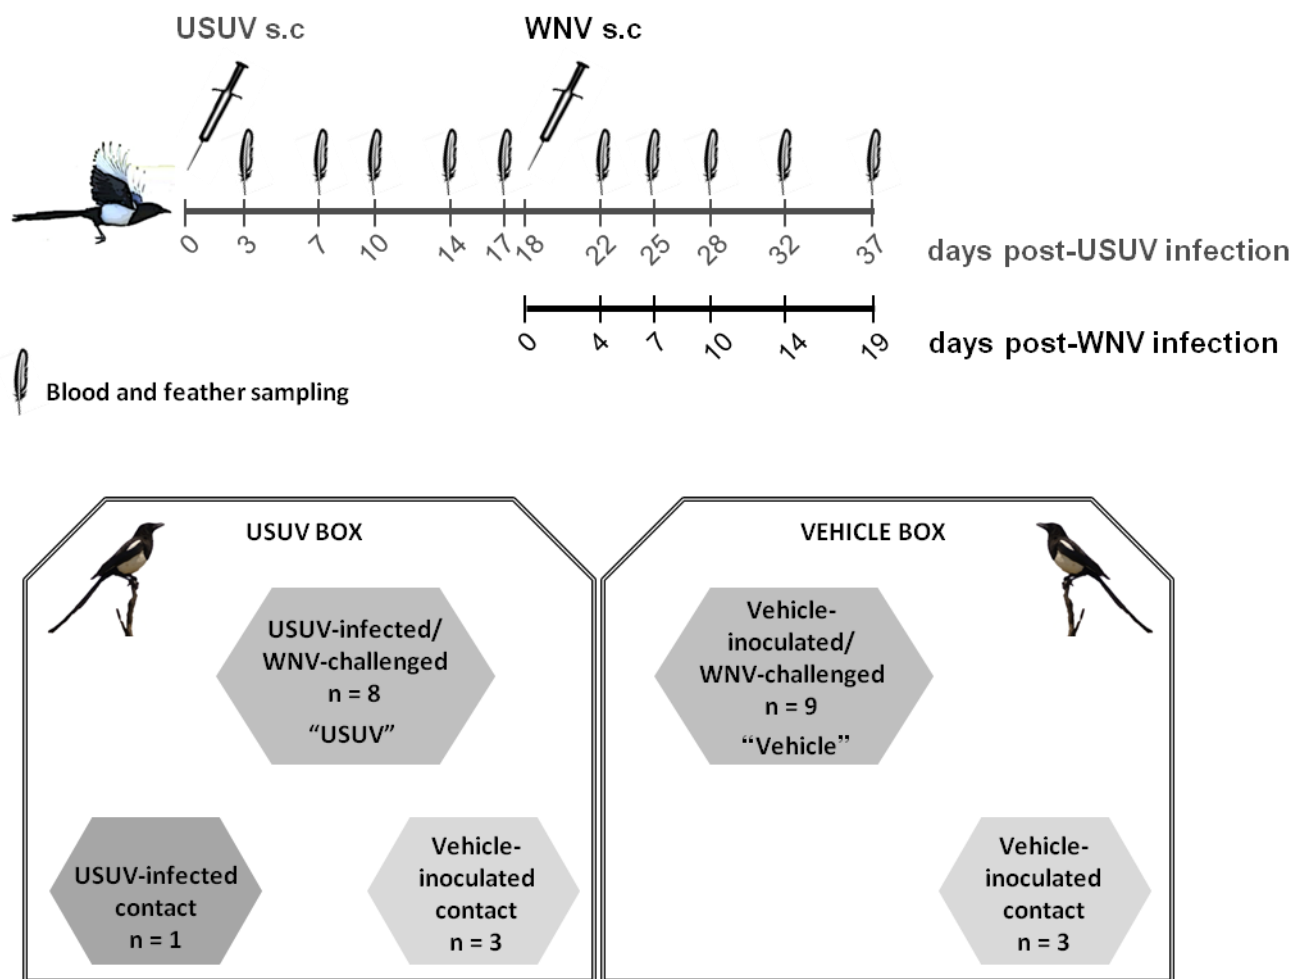 USUV s.c
WNV s.c
0 3 7 10 14 17 18 22 25 28 32 37 days post-USUV infection
0 4 7 10 14 19 days post-WNV infection
Blood and feather sampling
USUV BOX
USUV-infected/
WNV-challenged
n = 8
“USUV”
USUV-infected
contact
n = 1
Vehicle-
inoculated
contact
n = 3
VEHICLE BOX
Vehicle-
inoculated/
WNV-challenged
n = 9
“Vehicle”
Vehicle-
inoculated
contact
n = 3